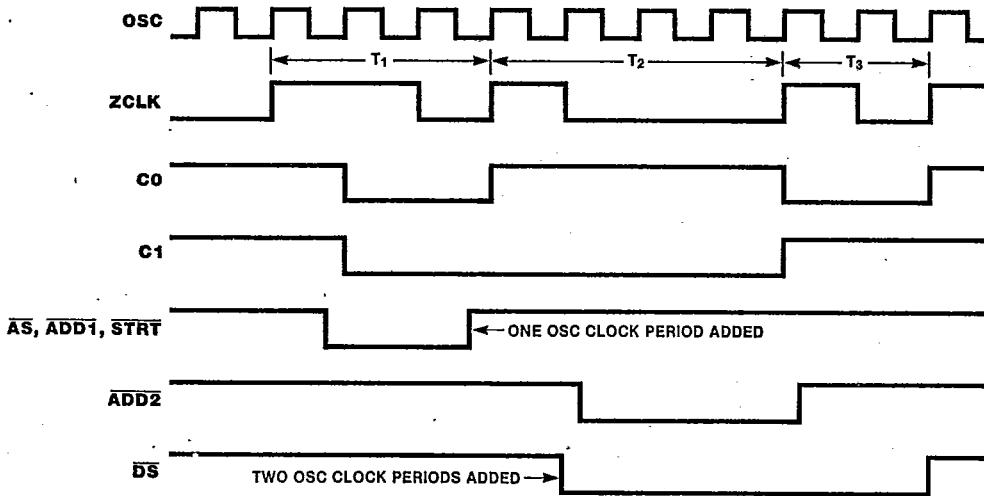 OSC
T1 T2 T3
ZCLK
C0
C1
AS, ADD1, STRT
ONE OSC CLOCK PERIOD ADDED
ADD2
DS
TWO OSC CLOCK PERIODS ADDED